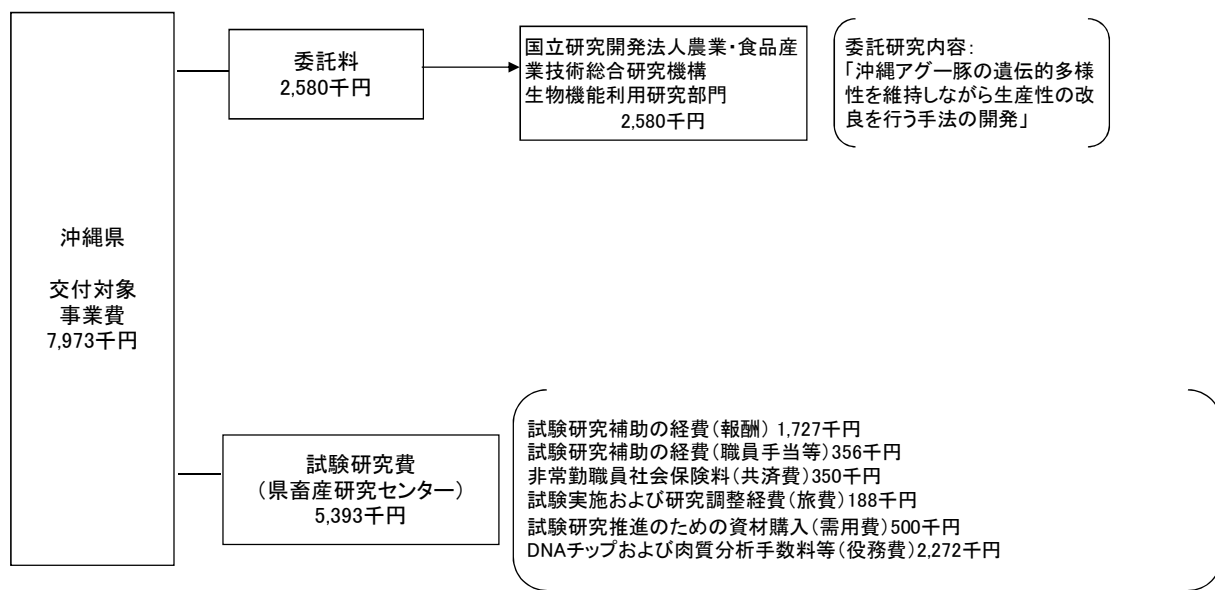 沖縄県
交付対象
事業費
7,973千円
委託料
2,580千円
国立研究開発法人農業・食品産
業技術総合研究機構
生物機能利用研究部門
2,580千円
委託研究内容：
「沖縄アグー豚の遺伝的多様
性を維持しながら生産性の改
良を行う手法の開発」
試験研究費
（県畜産研究センター）
5,393千円
試験研究補助の経費（報酬） 1,727千円
試験研究補助の経費（職員手当等）356千円
非常勤職員社会保険料（共済費）350千円
試験実施および研究調整経費（旅費）188千円
試験研究推進のための資材購入（需用費）500千円
DNAチップおよび肉質分析手数料等（役務費）2,272千円